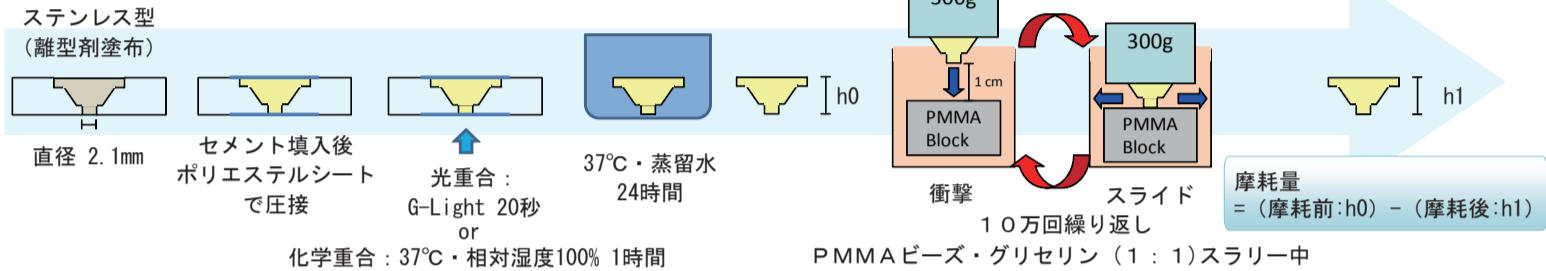 ステンレス型
(離型剤塗布)
直径 2.1mm
セメント填入後
ポリエステルシート
で圧接
光重合:
G-Light 20秒
or
化学重合:37℃・相対湿度100% 1時間
37℃・蒸留水
24時間
h0
300g
1 cm
PMMA
Block
衝撃
300g
PMMA
Block
スライド
10万回繰り返し
PMMAビーズ・グリセリン(1:1)スラリー中
h1
摩耗量
=(摩耗前:h0)-(摩耗後:h1)